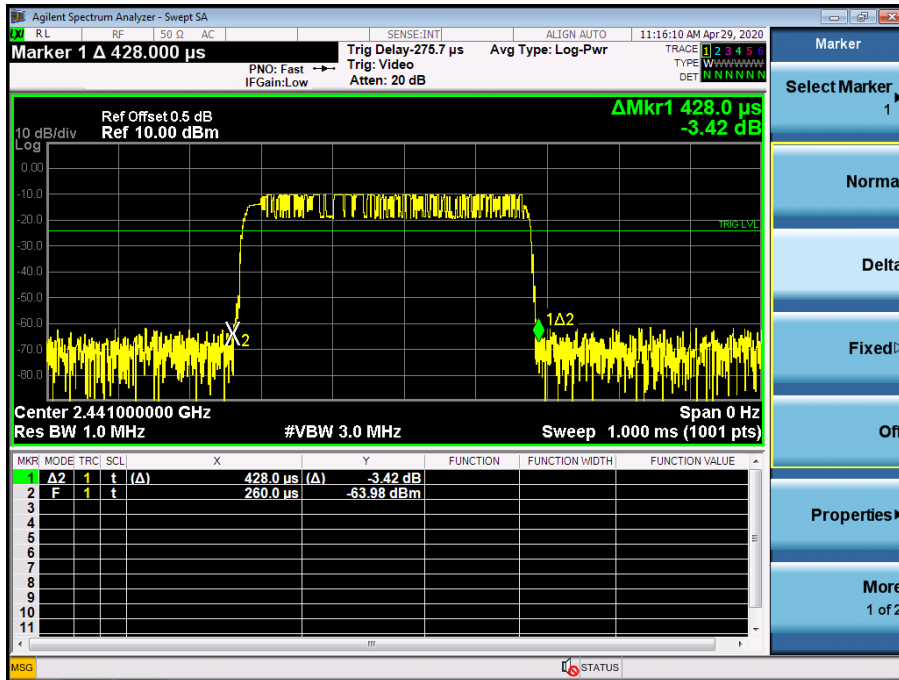 Agilent Spectrum Analyzer - Swept SA
LXI RL RF 50 Ω AC SENSE:INT ALIGN AUTO 11:16:10 AM Apr 29, 2020
Marker 1 Δ 428.000 µs
PNO: Fast
IFGain:Low
Trig Delay-275.7 µs
Trig: Video
Atten: 20 dB
Avg Type: Log-Pwr
TRACE 1 2 3 4 5 6
TYPE WWWWWWW
DET N N N N N N
Ref Offset 0.5 dB
10 dB/div Ref 10.00 dBm
Log
ΔMkr1 428.0 µs
-3.42 dB
0.00
-10.0
-20.0
TRIG LVL
-30.0
-40.0
-50.0
-60.0
-70.0
-80.0
X2
1Δ2
Center 2.441000000 GHz Span 0 Hz
Res BW 1.0 MHz #VBW 3.0 MHz Sweep 1.000 ms (1001 pts)
MKR MODE TRC SCL X Y FUNCTION FUNCTION WIDTH FUNCTION VALUE
1 Δ2 1 t (Δ) 428.0 µs (Δ) -3.42 dB
2 F 1 t 260.0 µs -63.98 dBm
3
4
5
6
7
8
9
10
11
MSG STATUS
Marker
Select Marker
1
Norma
Delta
Fixed
Off
Properties
More
1 of 2